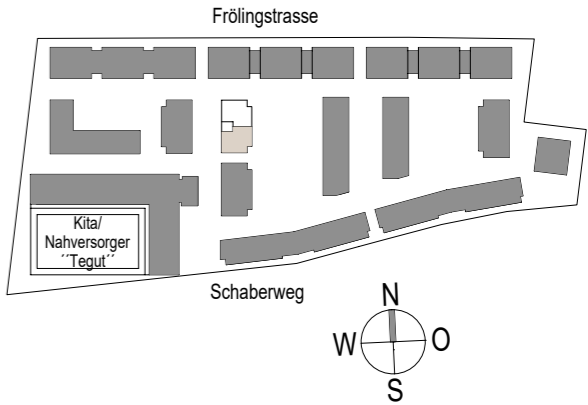 Frölingstrasse
Kita/
Nahversorger
´´Tegut´´
Schaberweg
N
W O
S